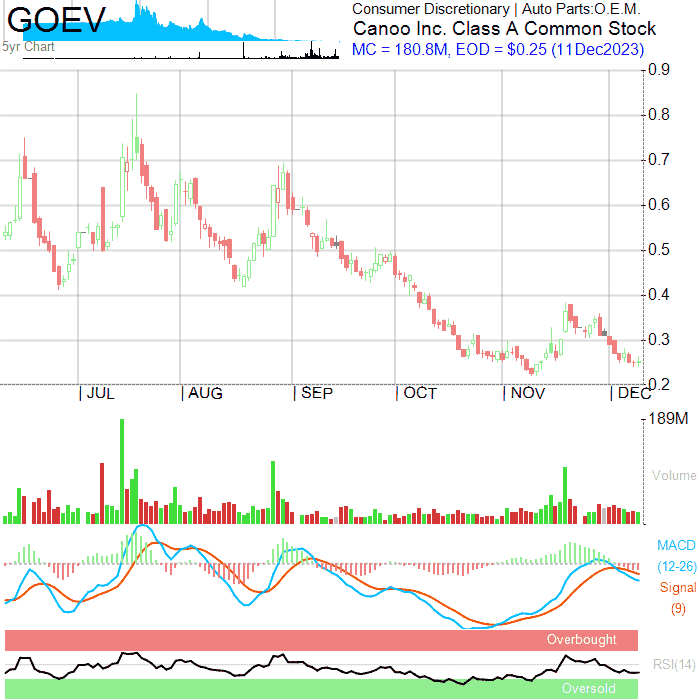 GOEV
5yr Chart
Consumer Discretionary | Auto Parts:O.E.M.
Canoo Inc. Class A Common Stock
MC = 180.8M, EOD = $0.25 (11Dec2023)
0.9
0.8
0.7
0.6
0.5
0.4
0.3
0.2
| JUL | AUG | SEP | OCT | NOV | DEC
189M
Volume
MACD
(12-26)
Signal
(9)
Overbought
RSI(14)
Oversold